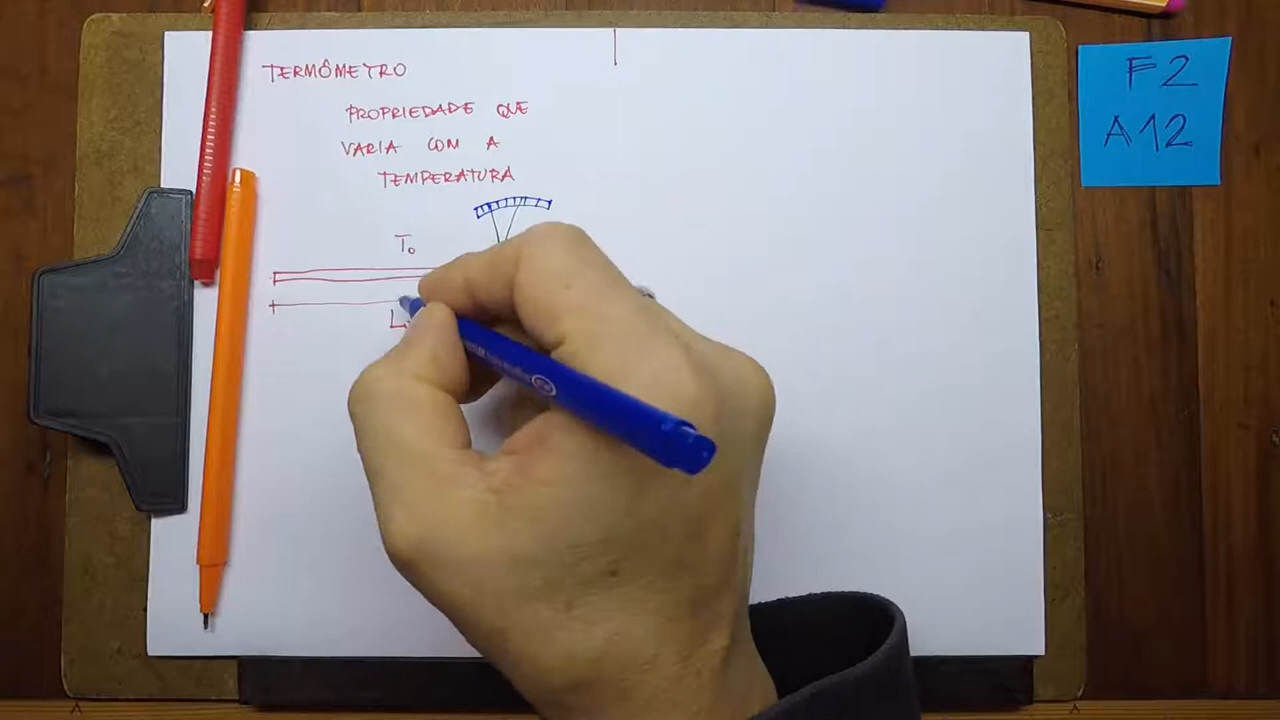 TERMÔMETRO
PROPRIEDADE QUE
VARIA COM A
TEMPERATURA
T₀
L
F2
A12